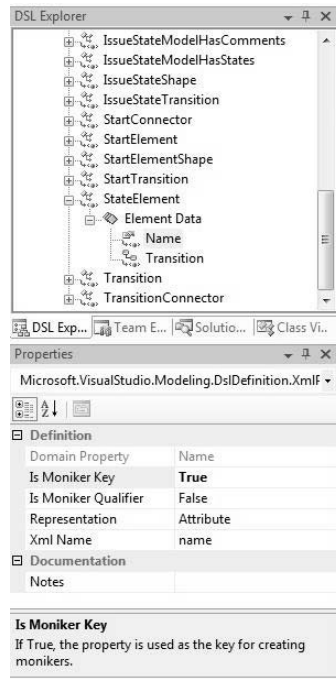 DSL Explorer
IssueStateModelHasComments
IssueStateModelHasStates
IssueStateShape
IssueStateTransition
StartConnector
StartElement
StartElementShape
StartTransition
StateElement
Element Data
Name
Transition
Transition
TransitionConnector
DSL Exp... Team E... Solutio... Class Vi..
Properties
Microsoft.VisualStudio.Modeling.DslDefinition.XmlF
Definition
Domain Property Name
Is Moniker Key True
Is Moniker Qualifier False
Representation Attribute
Xml Name name
Documentation
Notes
Is Moniker Key
If True, the property is used as the key for creating
monikers.